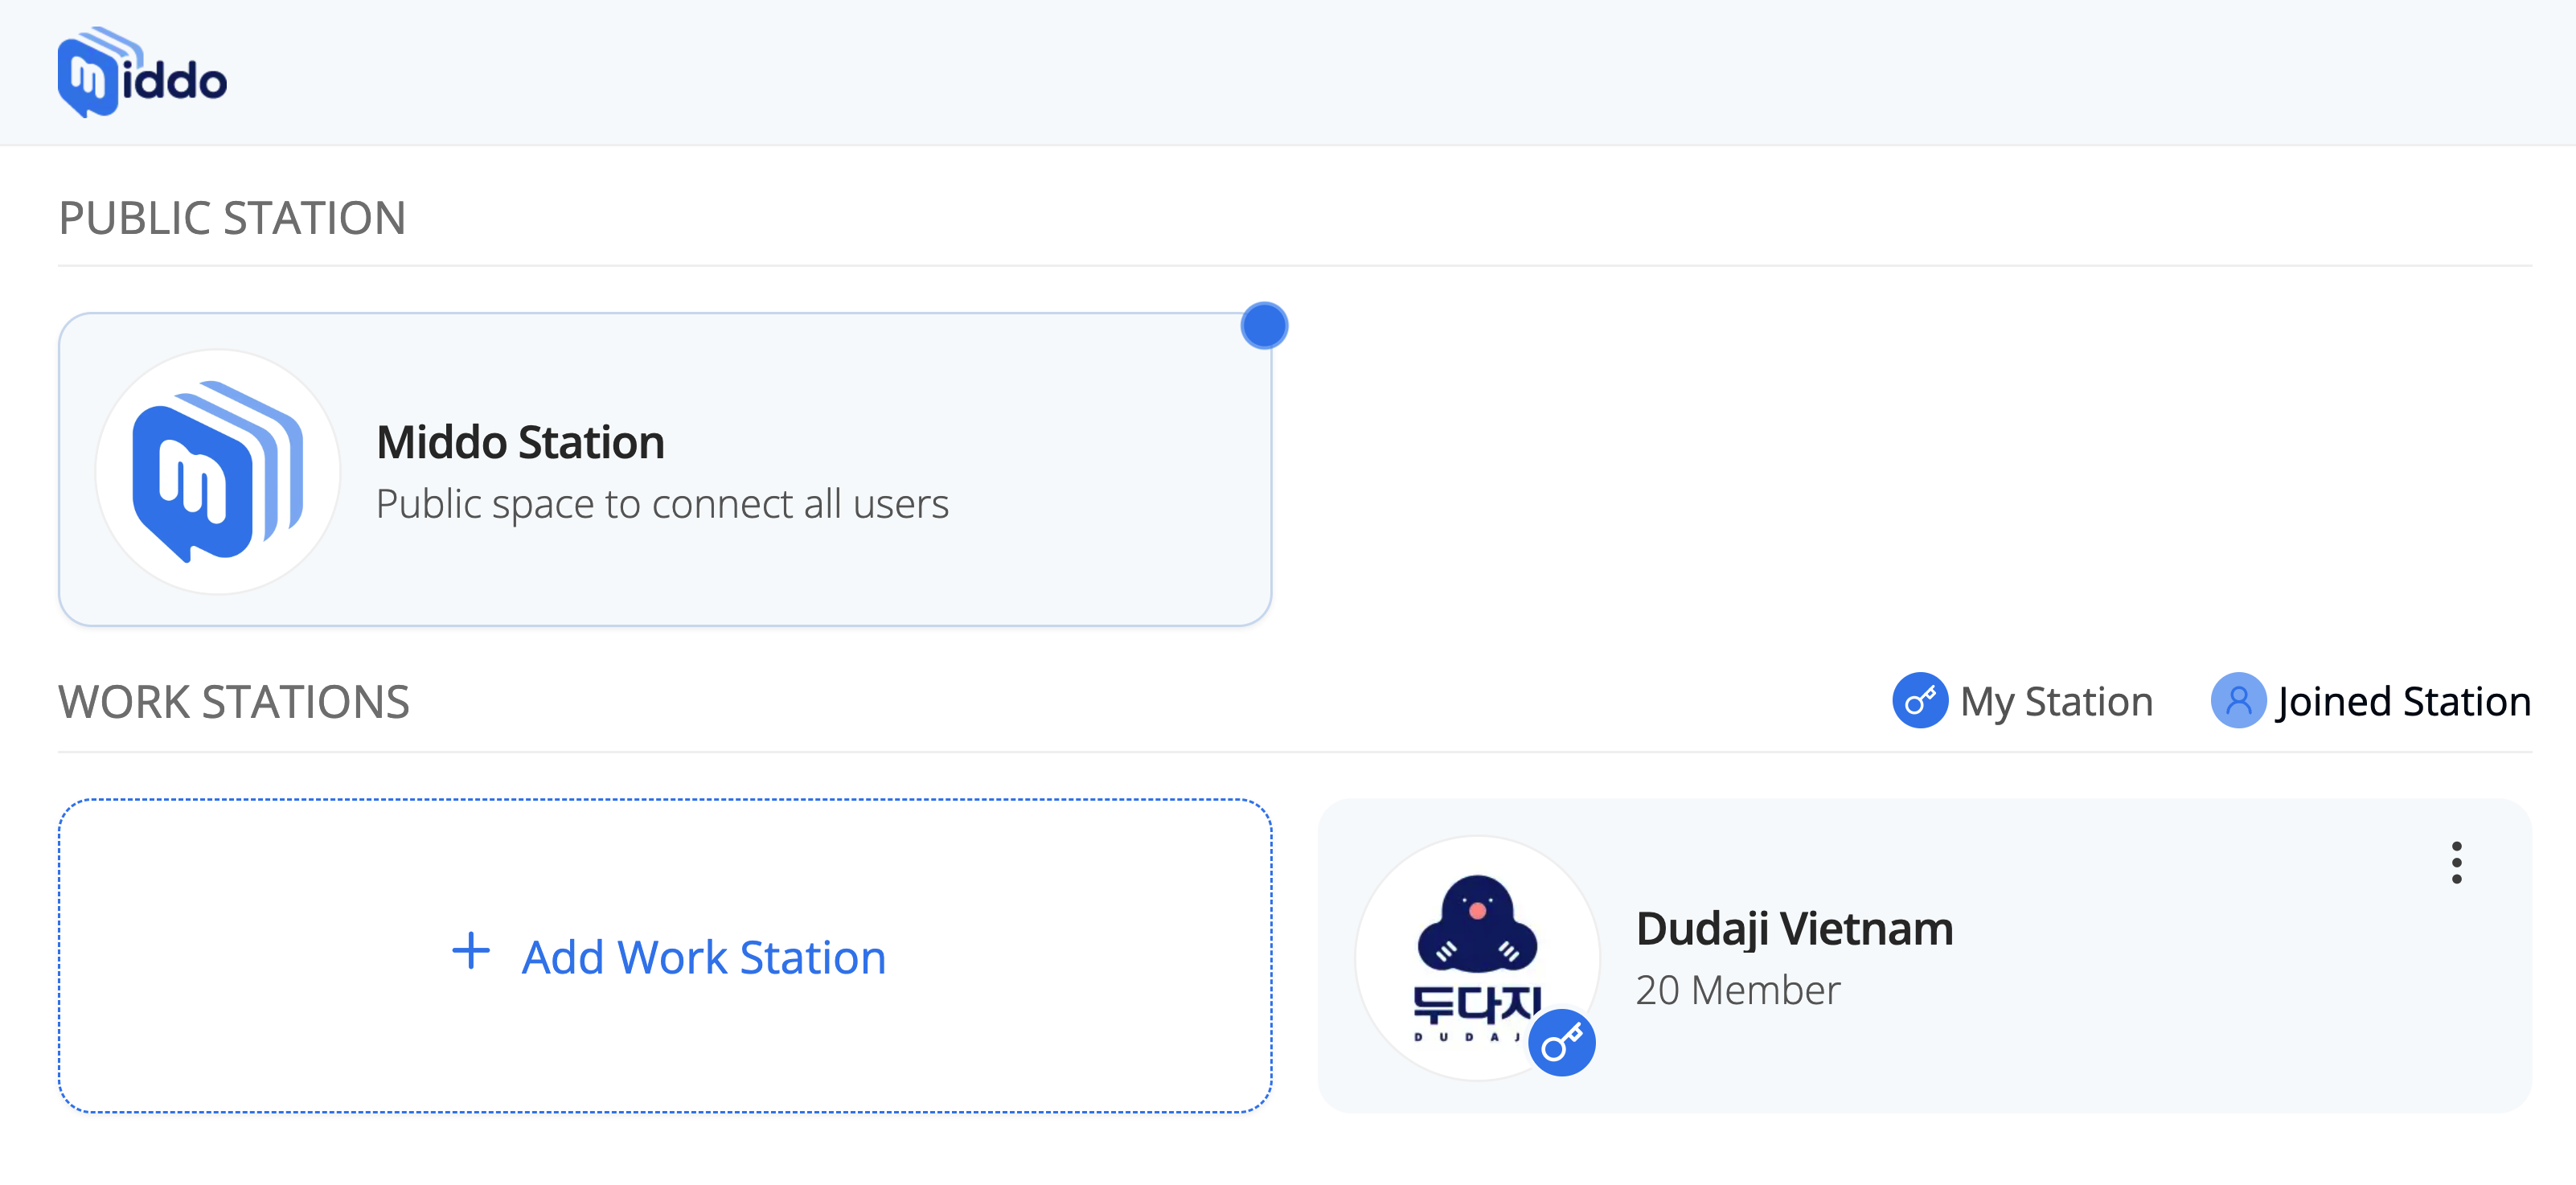 middo
PUBLIC STATION
Middo Station
Public space to connect all users
WORK STATIONS
My Station
Joined Station
+ Add Work Station
두다지
DUDAJ
Dudaji Vietnam
20 Member